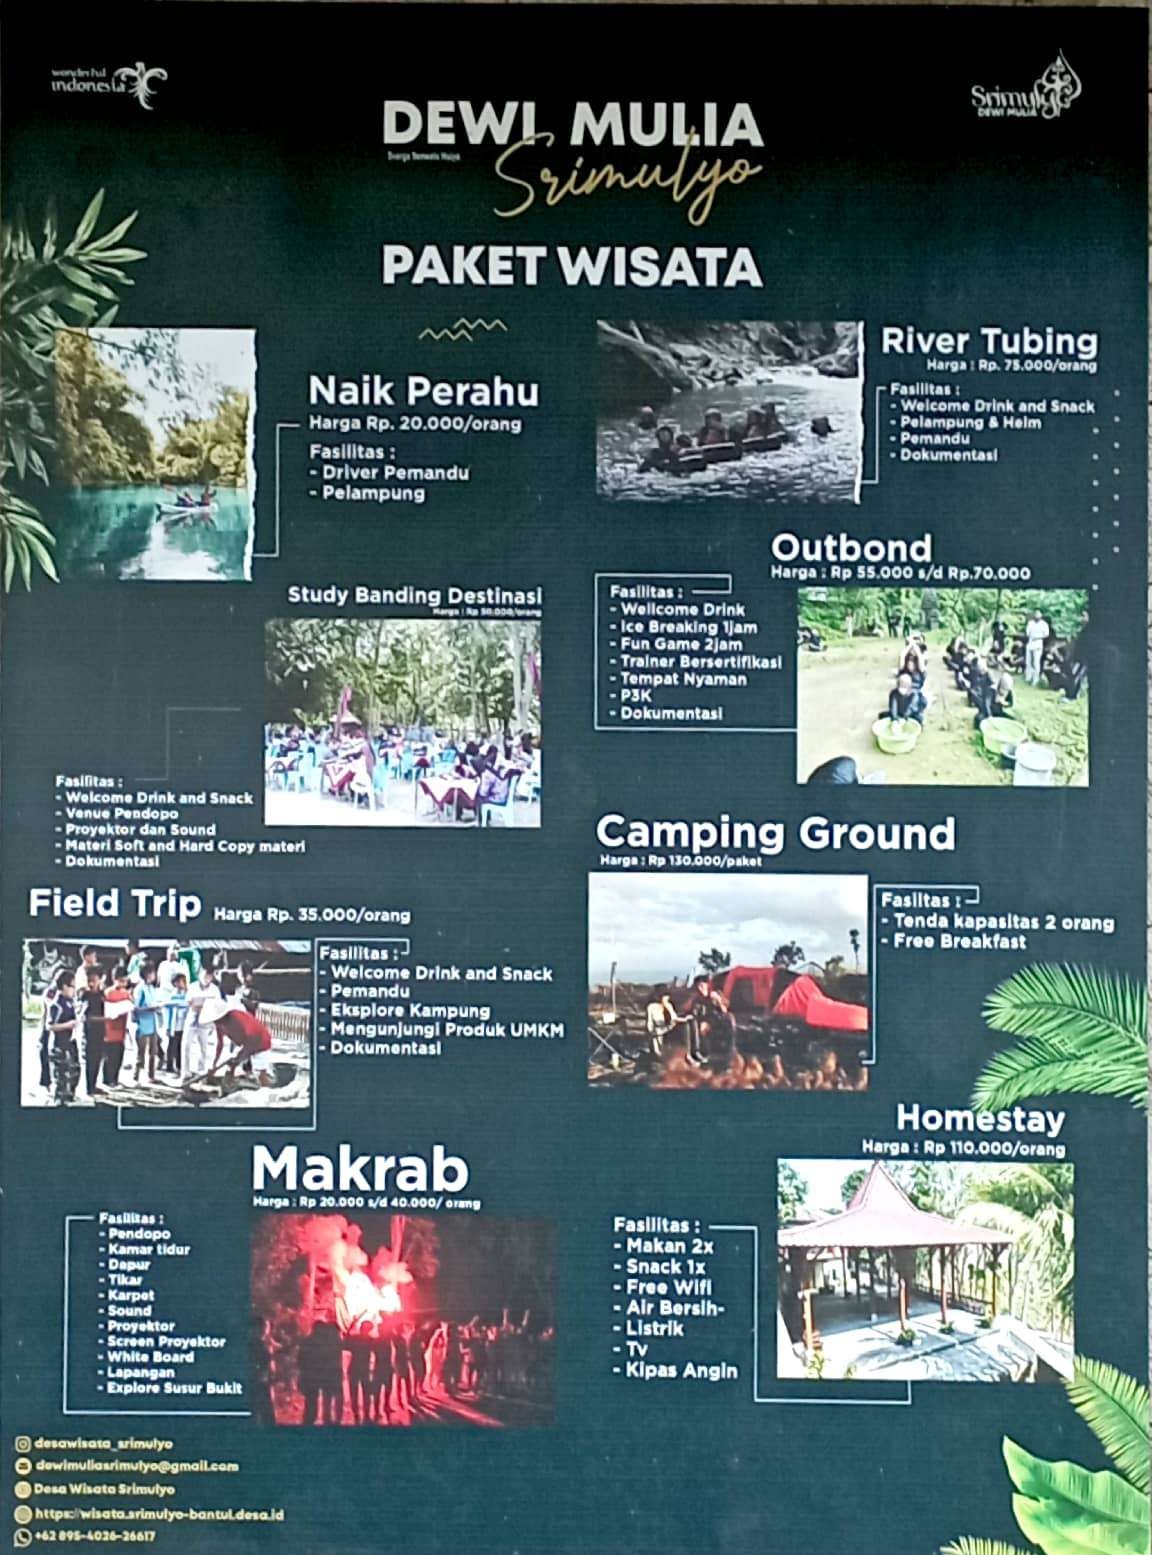 wonderful
indonesia
Srimulyo
DEWI MULIA
DEWI MULIA
Srimulyo
PAKET WISATA
Naik Perahu
Harga Rp. 20.000/orang
Fasilitas :
- Driver Pemandu
- Pelampung
River Tubing
Harga : Rp. 75.000/orang
Fasilitas :
- Welcome Drink and Snack
- Pelampung & Helm
- Pemandu
- Dokumentasi
Study Banding Destinasi
Harga : Rp 50.000/orang
Fasilitas :
- Welcome Drink and Snack
- Venue Pendopo
- Proyektor dan Sound
- Materi Soft and Hard Copy materi
- Dokumentasi
Outbond
Harga : Rp 55.000 s/d Rp.70.000
Fasilitas :
- Wellcome Drink
- Ice Breaking 1jam
- Fun Game 2jam
- Trainer Bersertifikasi
- Tempat Nyaman
- P3K
- Dokumentasi
Field Trip Harga Rp. 35.000/orang
Fasilitas :
- Welcome Drink and Snack
- Pemandu
- Eksplore Kampung
- Mengunjungi Produk UMKM
- Dokumentasi
Camping Ground
Harga : Rp 130.000/paket
Fasilitas :
- Tenda kapasitas 2 orang
- Free Breakfast
Makrab
Harga : Rp 20.000 s/d 40.000/ orang
Fasilitas :
- Pendopo
- Kamar tidur
- Dapur
- Tikar
- Karpet
- Sound
- Proyektor
- Screen Proyektor
- White Board
- Lapangan
- Explore Susur Bukit
Homestay
Harga : Rp 110.000/orang
Fasilitas :
- Makan 2x
- Snack 1x
- Free Wifi
- Air Bersih-
- Listrik
- Tv
- Kipas Angin
desawisata_srimulyo
dewimuliasrimulyo@gmail.com
Desa Wisata Srimulyo
https://wisata.srimulyo-bantul.desa.id
+62 895-4026-26617